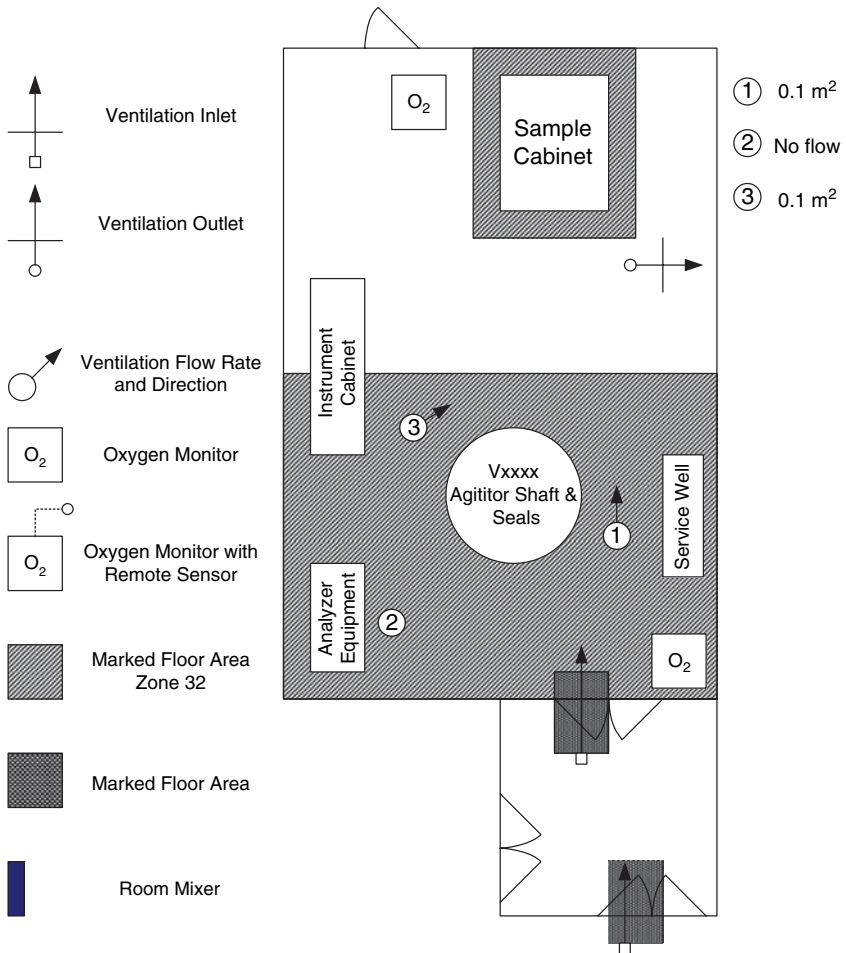 Ventilation Inlet
Ventilation Outlet
Ventilation Flow Rate
and Direction
O₂
Oxygen Monitor
O₂
Oxygen Monitor with
Remote Sensor
Marked Floor Area
Zone 32
Marked Floor Area
Room Mixer
O₂
Sample
Cabinet
Instrument
Cabinet
3
Vxxxx
Agititor Shaft &
Seals
1
Service Well
Analyzer
Equipment
2
O₂
1 0.1 m²
2 No flow
3 0.1 m²